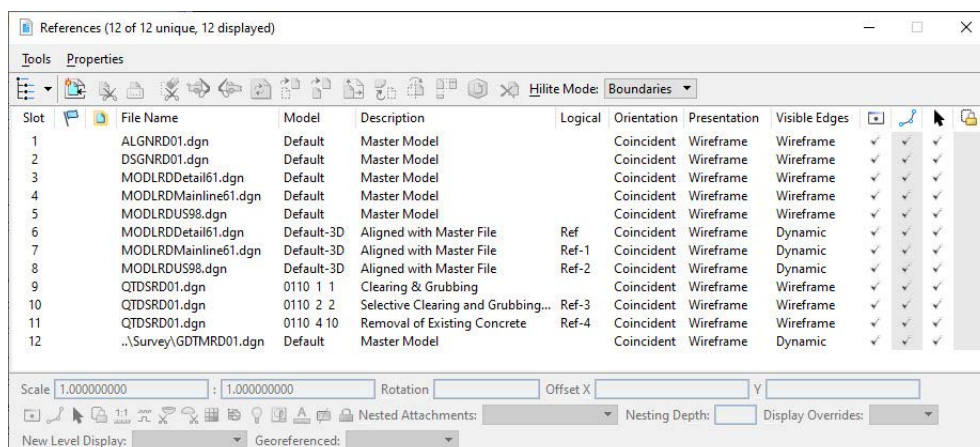 References (12 of 12 unique, 12 displayed)
Tools Properties
Hilite Mode: Boundaries
Slot File Name Model Description Logical Orientation Presentation Visible Edges
1 ALGNRD01.dgn Default Master Model Coincident Wireframe Wireframe
2 DSGNRD01.dgn Default Master Model Coincident Wireframe Wireframe
3 MODLRDDetail61.dgn Default Master Model Coincident Wireframe Wireframe
4 MODLRDMainline61.dgn Default Master Model Coincident Wireframe Wireframe
5 MODLRDUS98.dgn Default Master Model Coincident Wireframe Wireframe
6 MODLRDDetail61.dgn Default-3D Aligned with Master File Ref Coincident Wireframe Dynamic
7 MODLRDMainline61.dgn Default-3D Aligned with Master File Ref-1 Coincident Wireframe Dynamic
8 MODLRDUS98.dgn Default-3D Aligned with Master File Ref-2 Coincident Wireframe Dynamic
9 QTDSRD01.dgn 0110 1 1 Clearing & Grubbing Coincident Wireframe Wireframe
10 QTDSRD01.dgn 0110 2 2 Selective Clearing and Grubbing... Ref-3 Coincident Wireframe Wireframe
11 QTDSRD01.dgn 0110 4 10 Removal of Existing Concrete Ref-4 Coincident Wireframe Wireframe
12 ..\Survey\GDTMRD01.dgn Default Master Model Coincident Wireframe Dynamic
Scale 1.000000000 : 1.000000000 Rotation Offset X Y
1:1 Nested Attachments: Nesting Depth: Display Overrides:
New Level Display: Georeferenced: